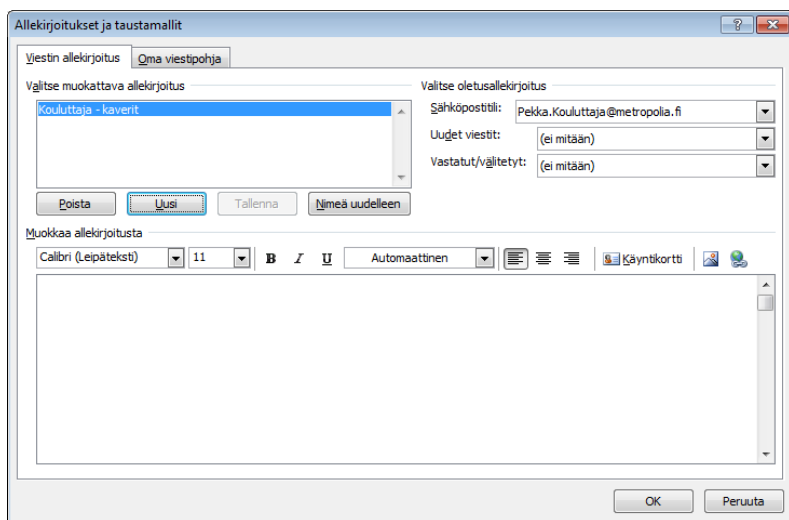 Allekirjoitukset ja taustamallit
Viestin allekirjoitus Oma viestipohja
Valitse muokattava allekirjoitus
Kouluttaja - kaverit
Poista Uusi Tallenna Nimeä uudelleen
Valitse oletusallekirjoitus
Sähköpostitili: Pekka.Kouluttaja@metropolia.fi
Uudet viestit: (ei mitään)
Vastatut/välitetyt: (ei mitään)
Muokkaa allekirjoitusta
Calibri (Leipäteksti) 11 B I U Automaattinen Käyntikortti
OK Peruuta